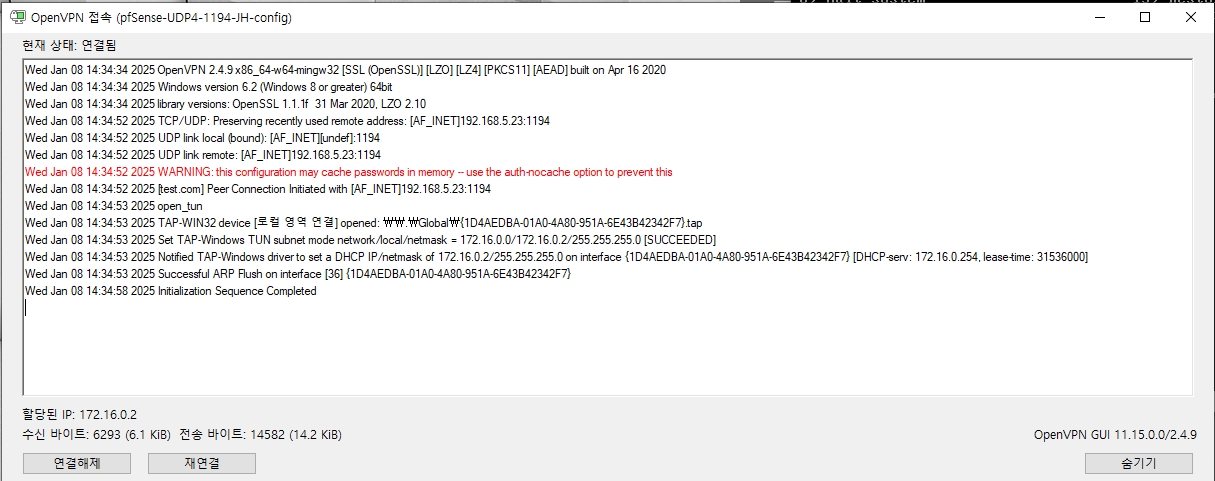 OpenVPN 접속 (pfSense-UDP4-1194-JH-config)
현재 상태: 연결됨
Wed Jan 08 14:34:34 2025 OpenVPN 2.4.9 x86_64-w64-mingw32 [SSL (OpenSSL)] [LZO] [LZ4] [PKCS11] [AEAD] built on Apr 16 2020
Wed Jan 08 14:34:34 2025 Windows version 6.2 (Windows 8 or greater) 64bit
Wed Jan 08 14:34:34 2025 library versions: OpenSSL 1.1.1f  31 Mar 2020, LZO 2.10
Wed Jan 08 14:34:52 2025 TCP/UDP: Preserving recently used remote address: [AF_INET]192.168.5.23:1194
Wed Jan 08 14:34:52 2025 UDP link local (bound): [AF_INET][undef]:1194
Wed Jan 08 14:34:52 2025 UDP link remote: [AF_INET]192.168.5.23:1194
Wed Jan 08 14:34:52 2025 WARNING: this configuration may cache passwords in memory -- use the auth-nocache option to prevent this
Wed Jan 08 14:34:52 2025 [test.com] Peer Connection Initiated with [AF_INET]192.168.5.23:1194
Wed Jan 08 14:34:53 2025 open_tun
Wed Jan 08 14:34:53 2025 TAP-WIN32 device [로컬 영역 연결] opened: ₩₩.₩Global₩{1D4AEDBA-01A0-4A80-951A-6E43B42342F7}.tap
Wed Jan 08 14:34:53 2025 Set TAP-Windows TUN subnet mode network/local/netmask = 172.16.0.0/172.16.0.2/255.255.255.0 [SUCCEEDED]
Wed Jan 08 14:34:53 2025 Notified TAP-Windows driver to set a DHCP IP/netmask of 172.16.0.2/255.255.255.0 on interface {1D4AEDBA-01A0-4A80-951A-6E43B42342F7} [DHCP-serv: 172.16.0.254, lease-time: 31536000]
Wed Jan 08 14:34:53 2025 Successful ARP Flush on interface [36] {1D4AEDBA-01A0-4A80-951A-6E43B42342F7}
Wed Jan 08 14:34:58 2025 Initialization Sequence Completed
할당된 IP: 172.16.0.2
수신 바이트: 6293 (6.1 KiB)  전송 바이트: 14582 (14.2 KiB)
OpenVPN GUI 11.15.0.0/2.4.9
연결해제
재연결
숨기기